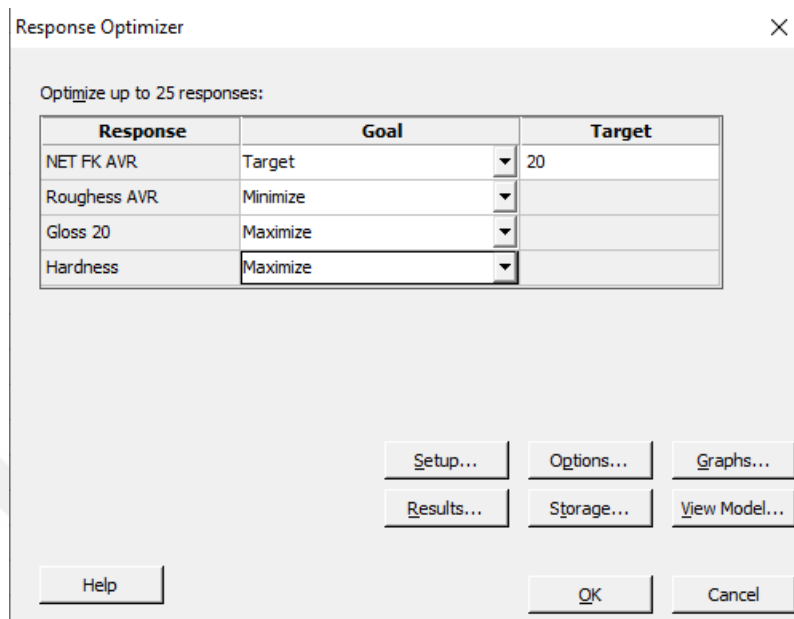 Response Optimizer
Optimize up to 25 responses:
Response Goal Target
NET FK AVR Target 20
Roughess AVR Minimize
Gloss 20 Maximize
Hardness Maximize
Setup... Options... Graphs...
Results... Storage... View Model...
Help OK Cancel